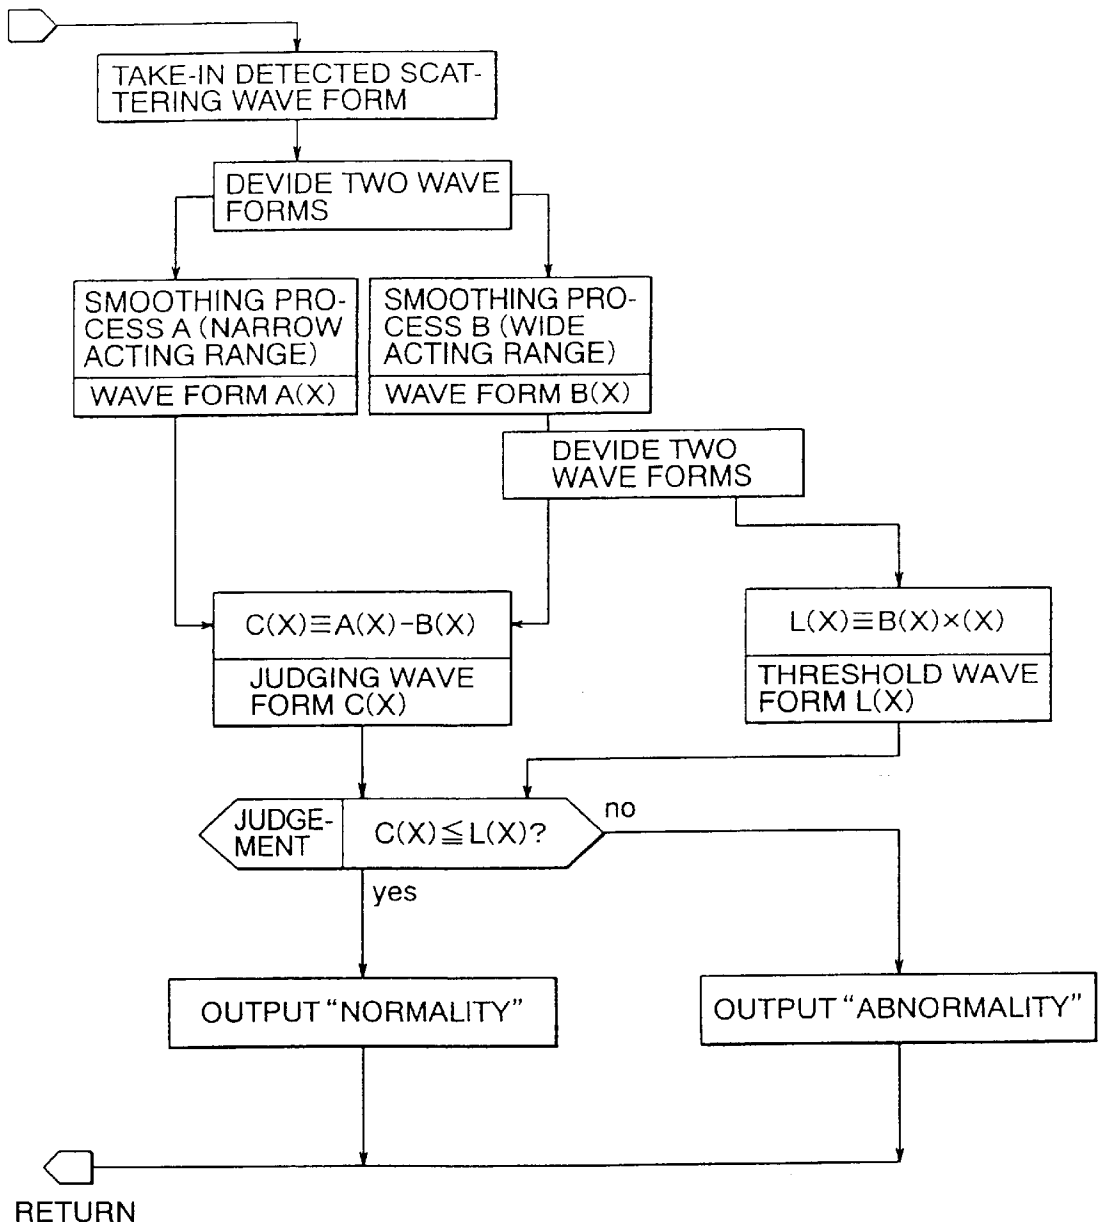 TAKE-IN DETECTED SCAT-
TERING WAVE FORM
DEVIDE TWO WAVE
FORMS
SMOOTHING PRO-
CESS A (NARROW
ACTING RANGE)
WAVE FORM A(X)
SMOOTHING PRO-
CESS B (WIDE
ACTING RANGE)
WAVE FORM B(X)
DEVIDE TWO
WAVE FORMS
C(X)≡A(X)-B(X)
JUDGING WAVE
FORM C(X)
L(X)≡B(X)×(X)
THRESHOLD WAVE
FORM L(X)
JUDGE-
MENT
C(X)≦L(X)?
no
yes
OUTPUT “NORMALITY”
OUTPUT “ABNORMALITY”
RETURN